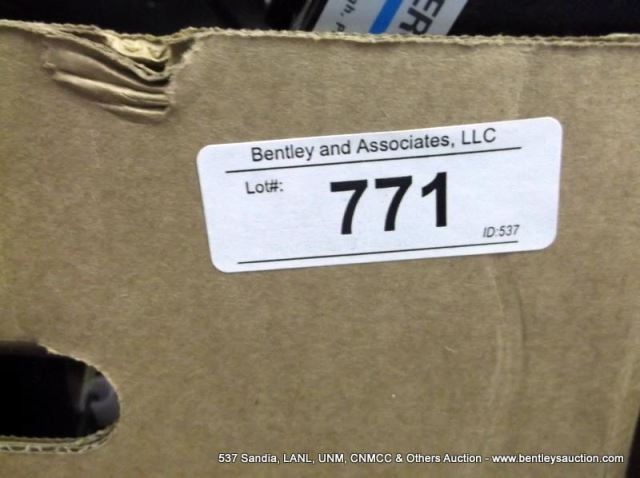 Bentley and Associates, LLC
Lot#:
771
ID:537
537 Sandia, LANL, UNM, CNMCC & Others Auction - www.bentleysauction.com